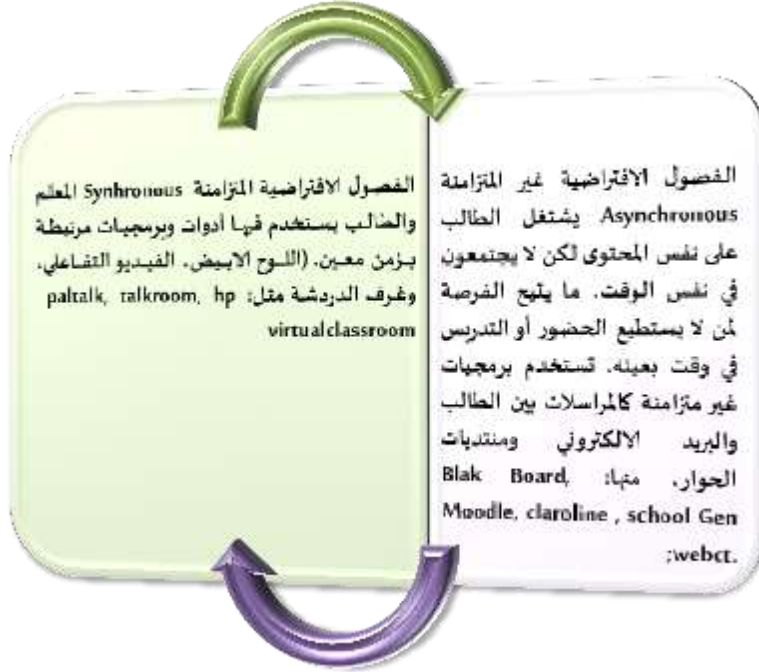 الفصول الافتراضية غير المتزامنة
Asynchronous يشتغل الطالب
على نفس المحتوى لكن لا يجتمعون
في نفس الوقت. ما يتيح الفرصة
لمن لا يستطيع الحضور أو التدريس
في وقت بعينه. تستخدم برمجيات
غير متزامنة كالمراسلات بين الطالب
والبريد الالكتروني ومنتديات
الحوار. منها: Blak Board,
Moodle, claroline , school Gen
;webct.
الفصول الافتراضية المتزامنة Synhronous المعلم
والطالب يستخدم فيها أدوات وبرمجيات مرتبطة
بزمن معين. (اللوح الابيض. الفيديو التفاعلي.
وغرف الدردشة مثل: paltalk, talkroom, hp
virtualclassroom